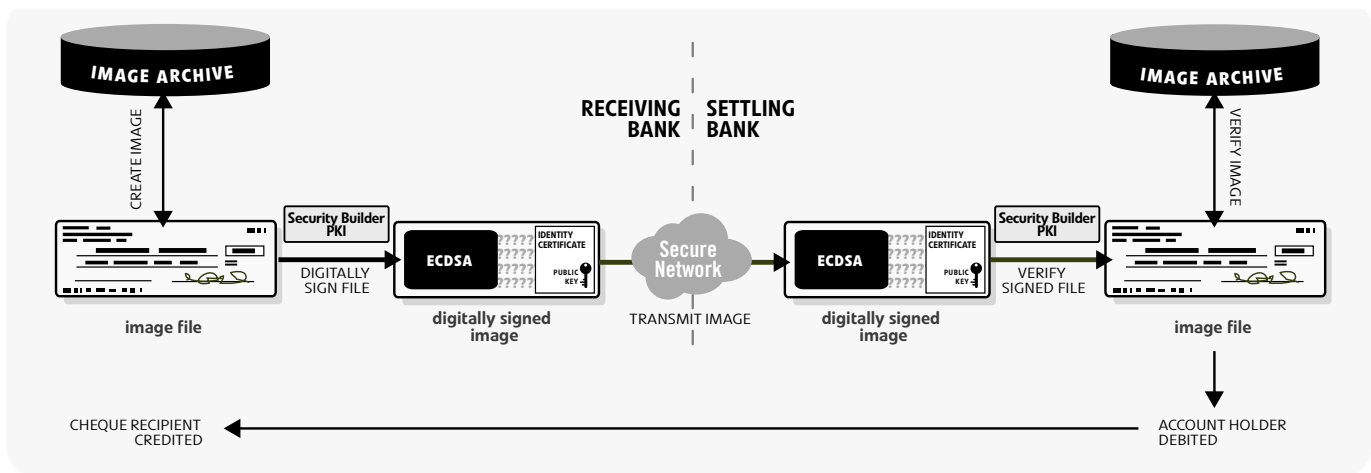 IMAGE ARCHIVE
IMAGE ARCHIVE
RECEIVING
BANK
SETTLING
BANK
CREATE IMAGE
VERIFY IMAGE
Security Builder
PKI
DIGITALLY
SIGN FILE
ECDSA
?????
?????
?????
?????
IDENTITY
CERTIFICATE
PUBLIC
KEY
Secure
Network
TRANSMIT IMAGE
ECDSA
?????
?????
?????
?????
IDENTITY
CERTIFICATE
PUBLIC
KEY
Security Builder
PKI
VERIFY
SIGNED FILE
image file
digitally signed
image
digitally signed
image
image file
CHEQUE RECIPIENT
CREDITED
ACCOUNT HOLDER
DEBITED